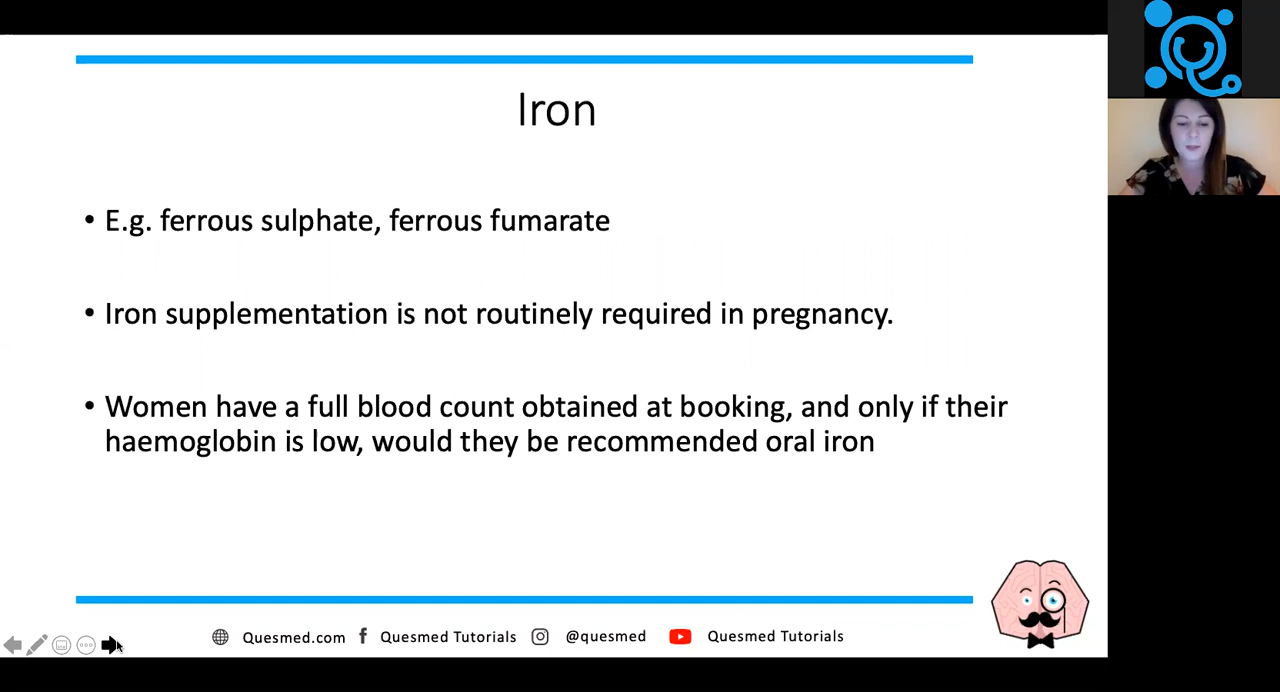 Iron
• E.g. ferrous sulphate, ferrous fumarate
• Iron supplementation is not routinely required in pregnancy.
• Women have a full blood count obtained at booking, and only if their
haemoglobin is low, would they be recommended oral iron
Quesmed.com f Quesmed Tutorials @quesmed Quesmed Tutorials